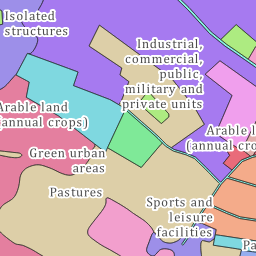 Isolated
structures
Industrial,
commercial,
public,
military and
private units
Arable land
(annual crops)
Arable l
(annual cro
Green urban
areas
Pastures
Sports and
leisure
facilities
Pa